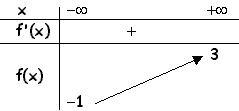 x −∞ +∞
f'(x) +
3
f(x)
−1